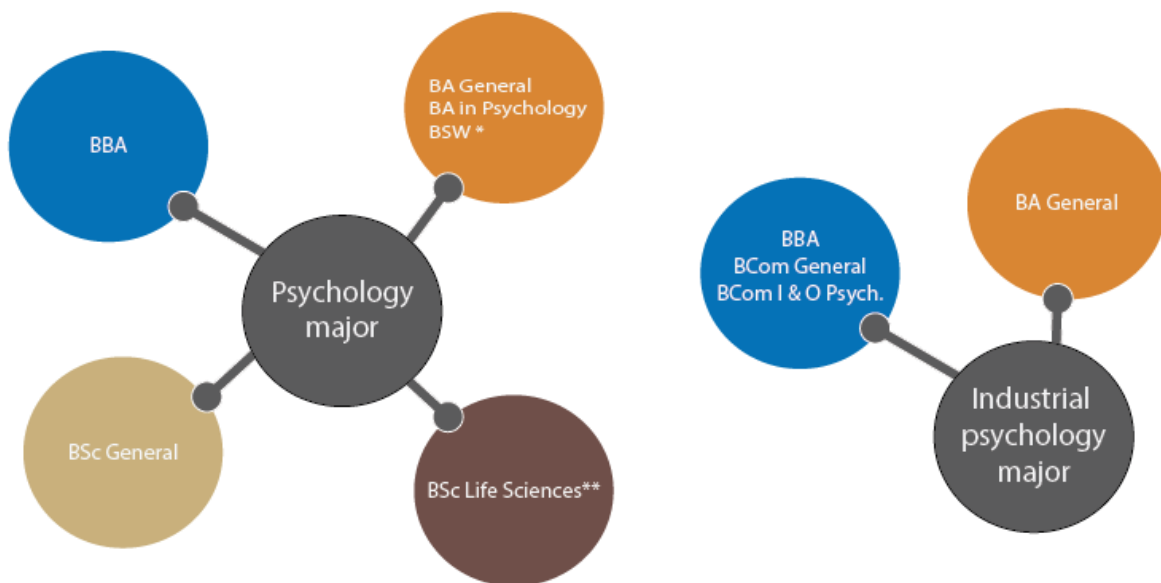 BBA
BA General
BA in Psychology
BSW *
Psychology
major
BSc General
BSc Life Sciences**
BBA
BCom General
BCom I & O Psych.
BA General
Industrial
psychology
major